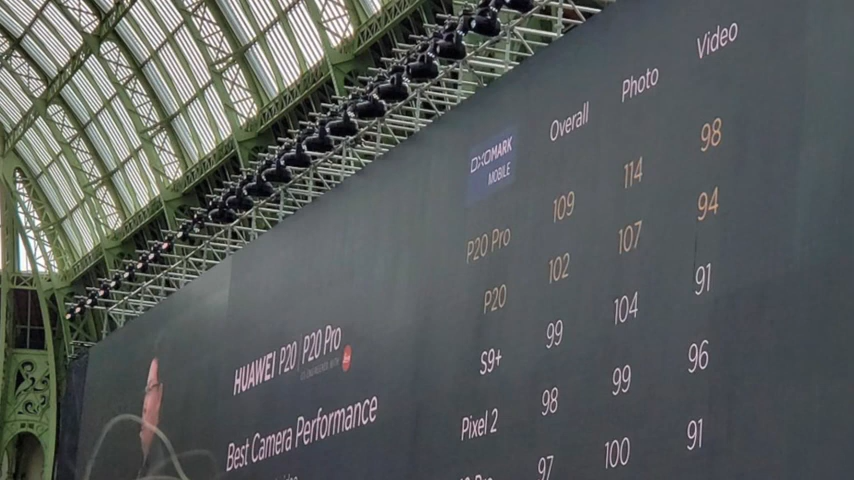 DXOMARK
MOBILE
Overall Photo Video
P20 Pro 109 114 98
P20 102 107 94
S9+ 99 104 91
Pixel 2 98 99 96
97 100 91
HUAWEI P20 | P20 Pro
Best Camera Performance